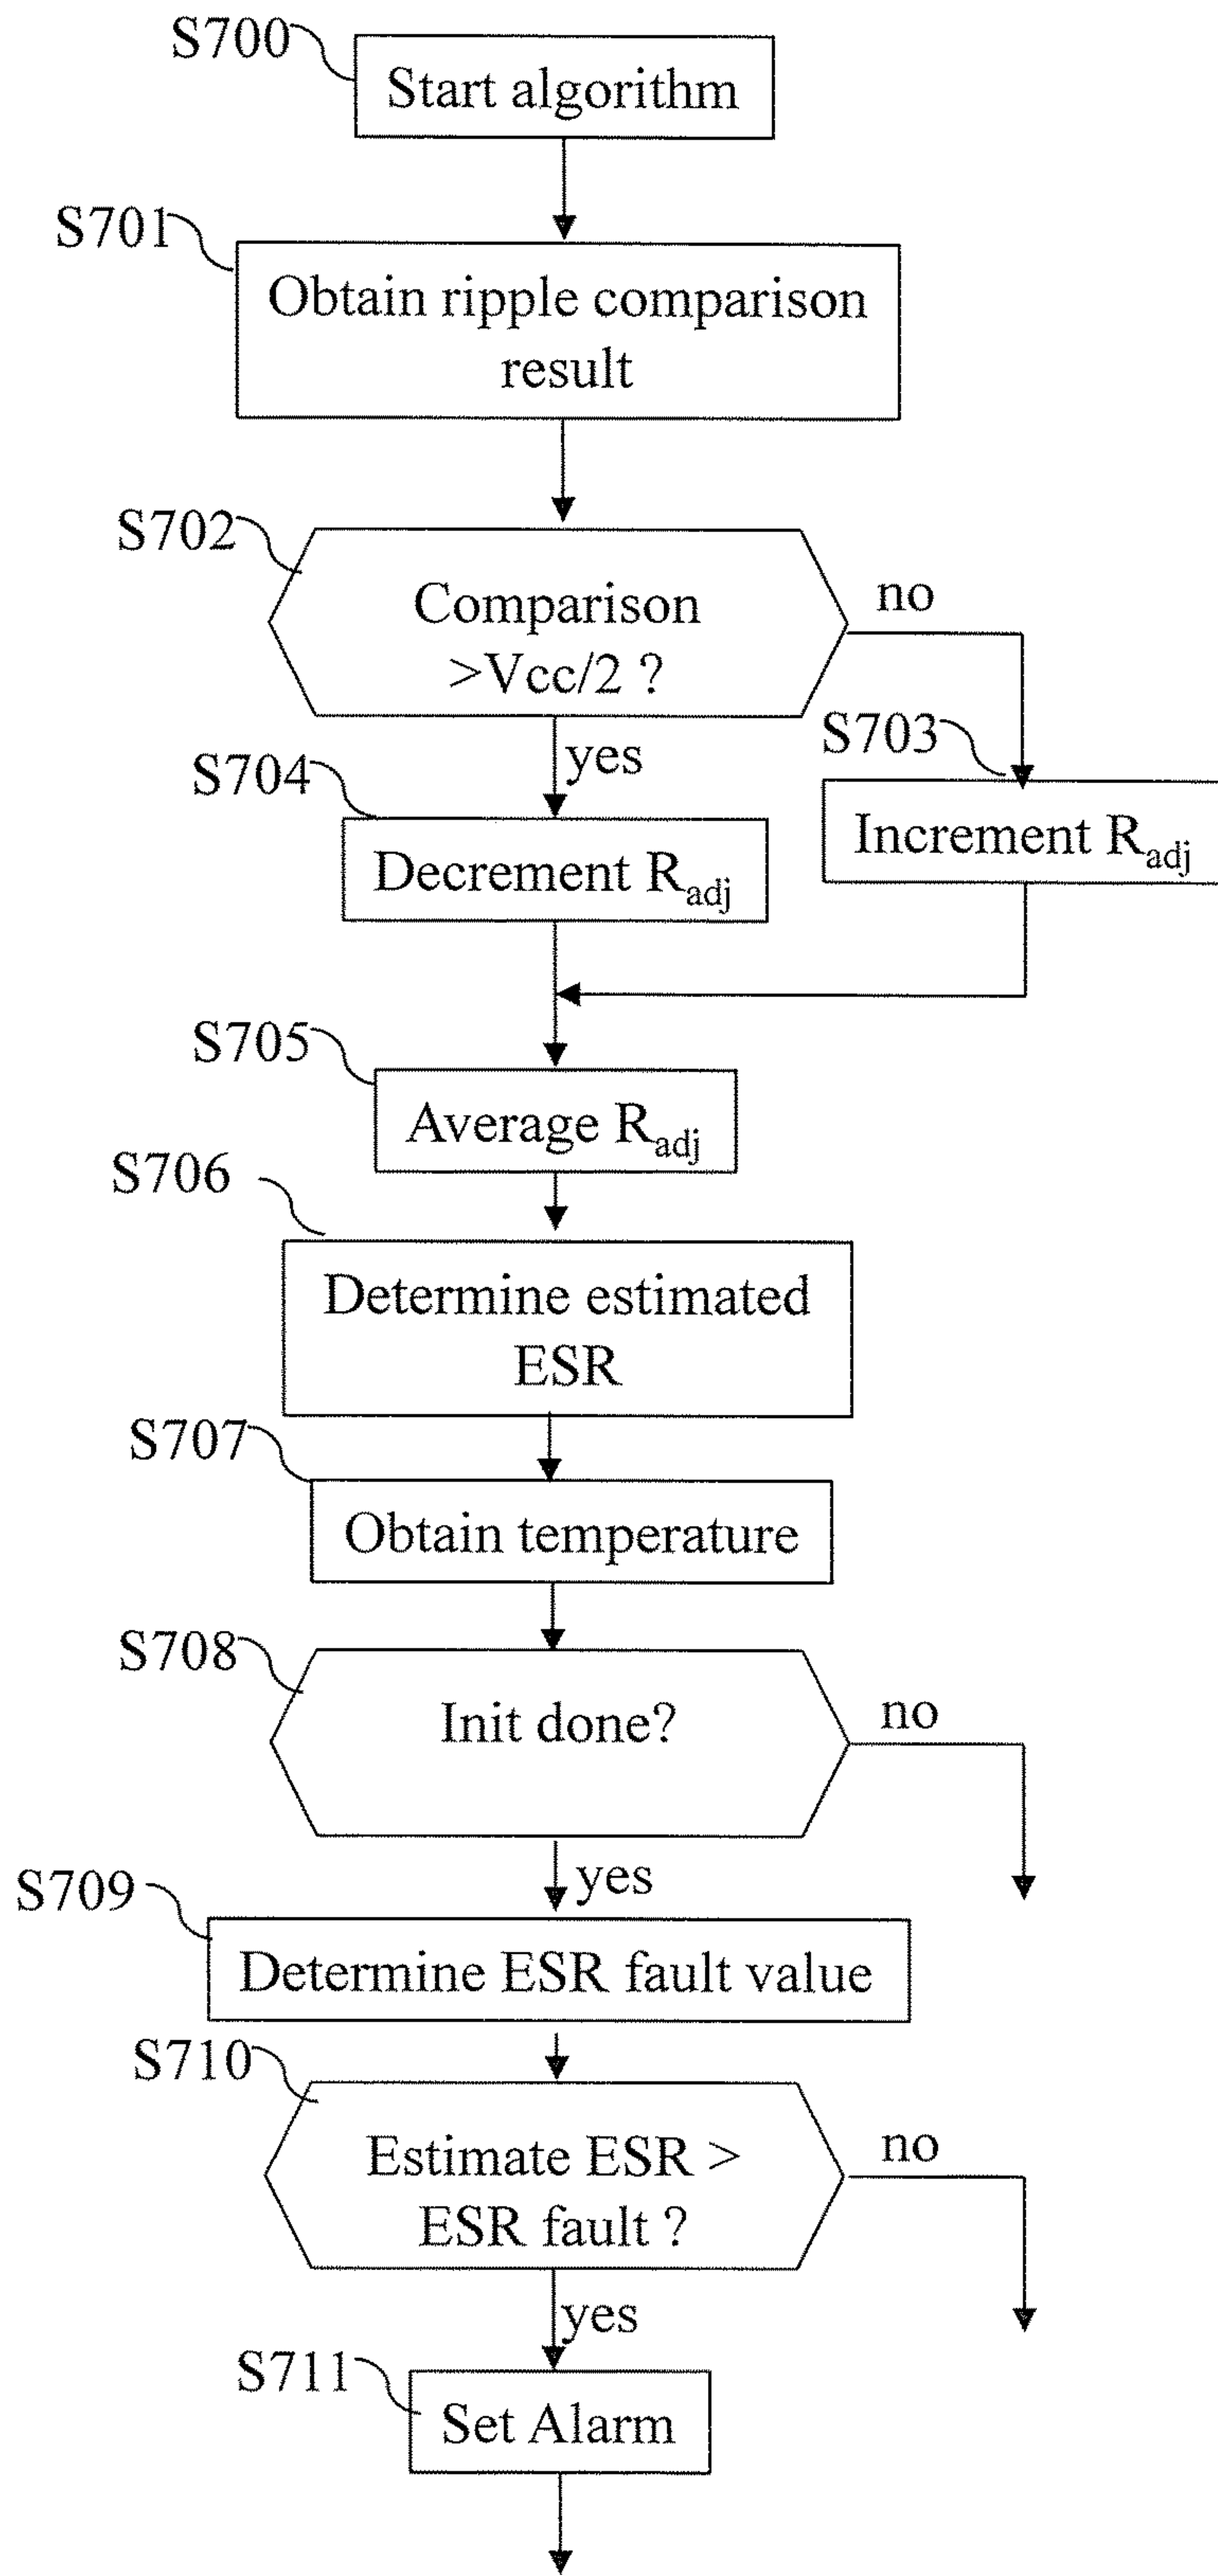 S700
Start algorithm
S701
Obtain ripple comparison
result
S702
Comparison
>Vcc/2 ?
no
yes
S703
Increment Radj
S704
Decrement Radj
S705
Average Radj
S706
Determine estimated
ESR
S707
Obtain temperature
S708
Init done?
no
yes
S709
Determine ESR fault value
S710
Estimate ESR >
ESR fault ?
no
yes
S711
Set Alarm